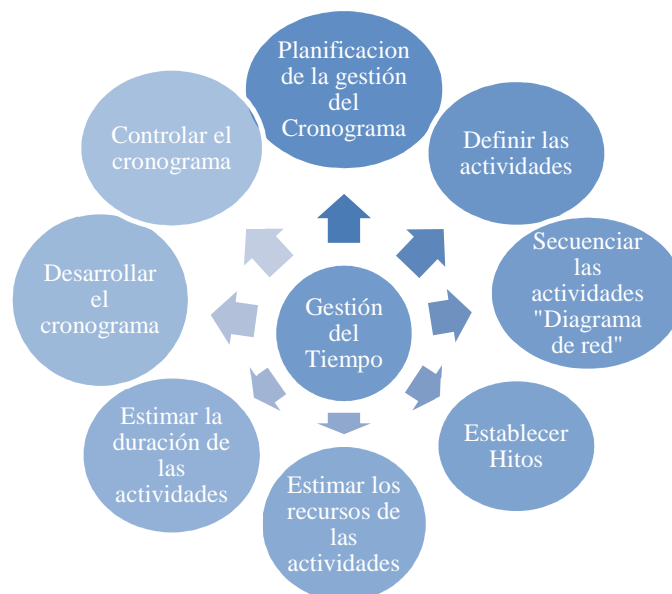 Planificacion
de la gestión
del
Cronograma
Definir las
actividades
Secuenciar
las
actividades
"Diagrama
de red"
Establecer
Hitos
Estimar los
recursos de
las
actividades
Estimar la
duración de
las
actividades
Desarrollar
el
cronograma
Controlar el
cronograma
Gestión
del
Tiempo